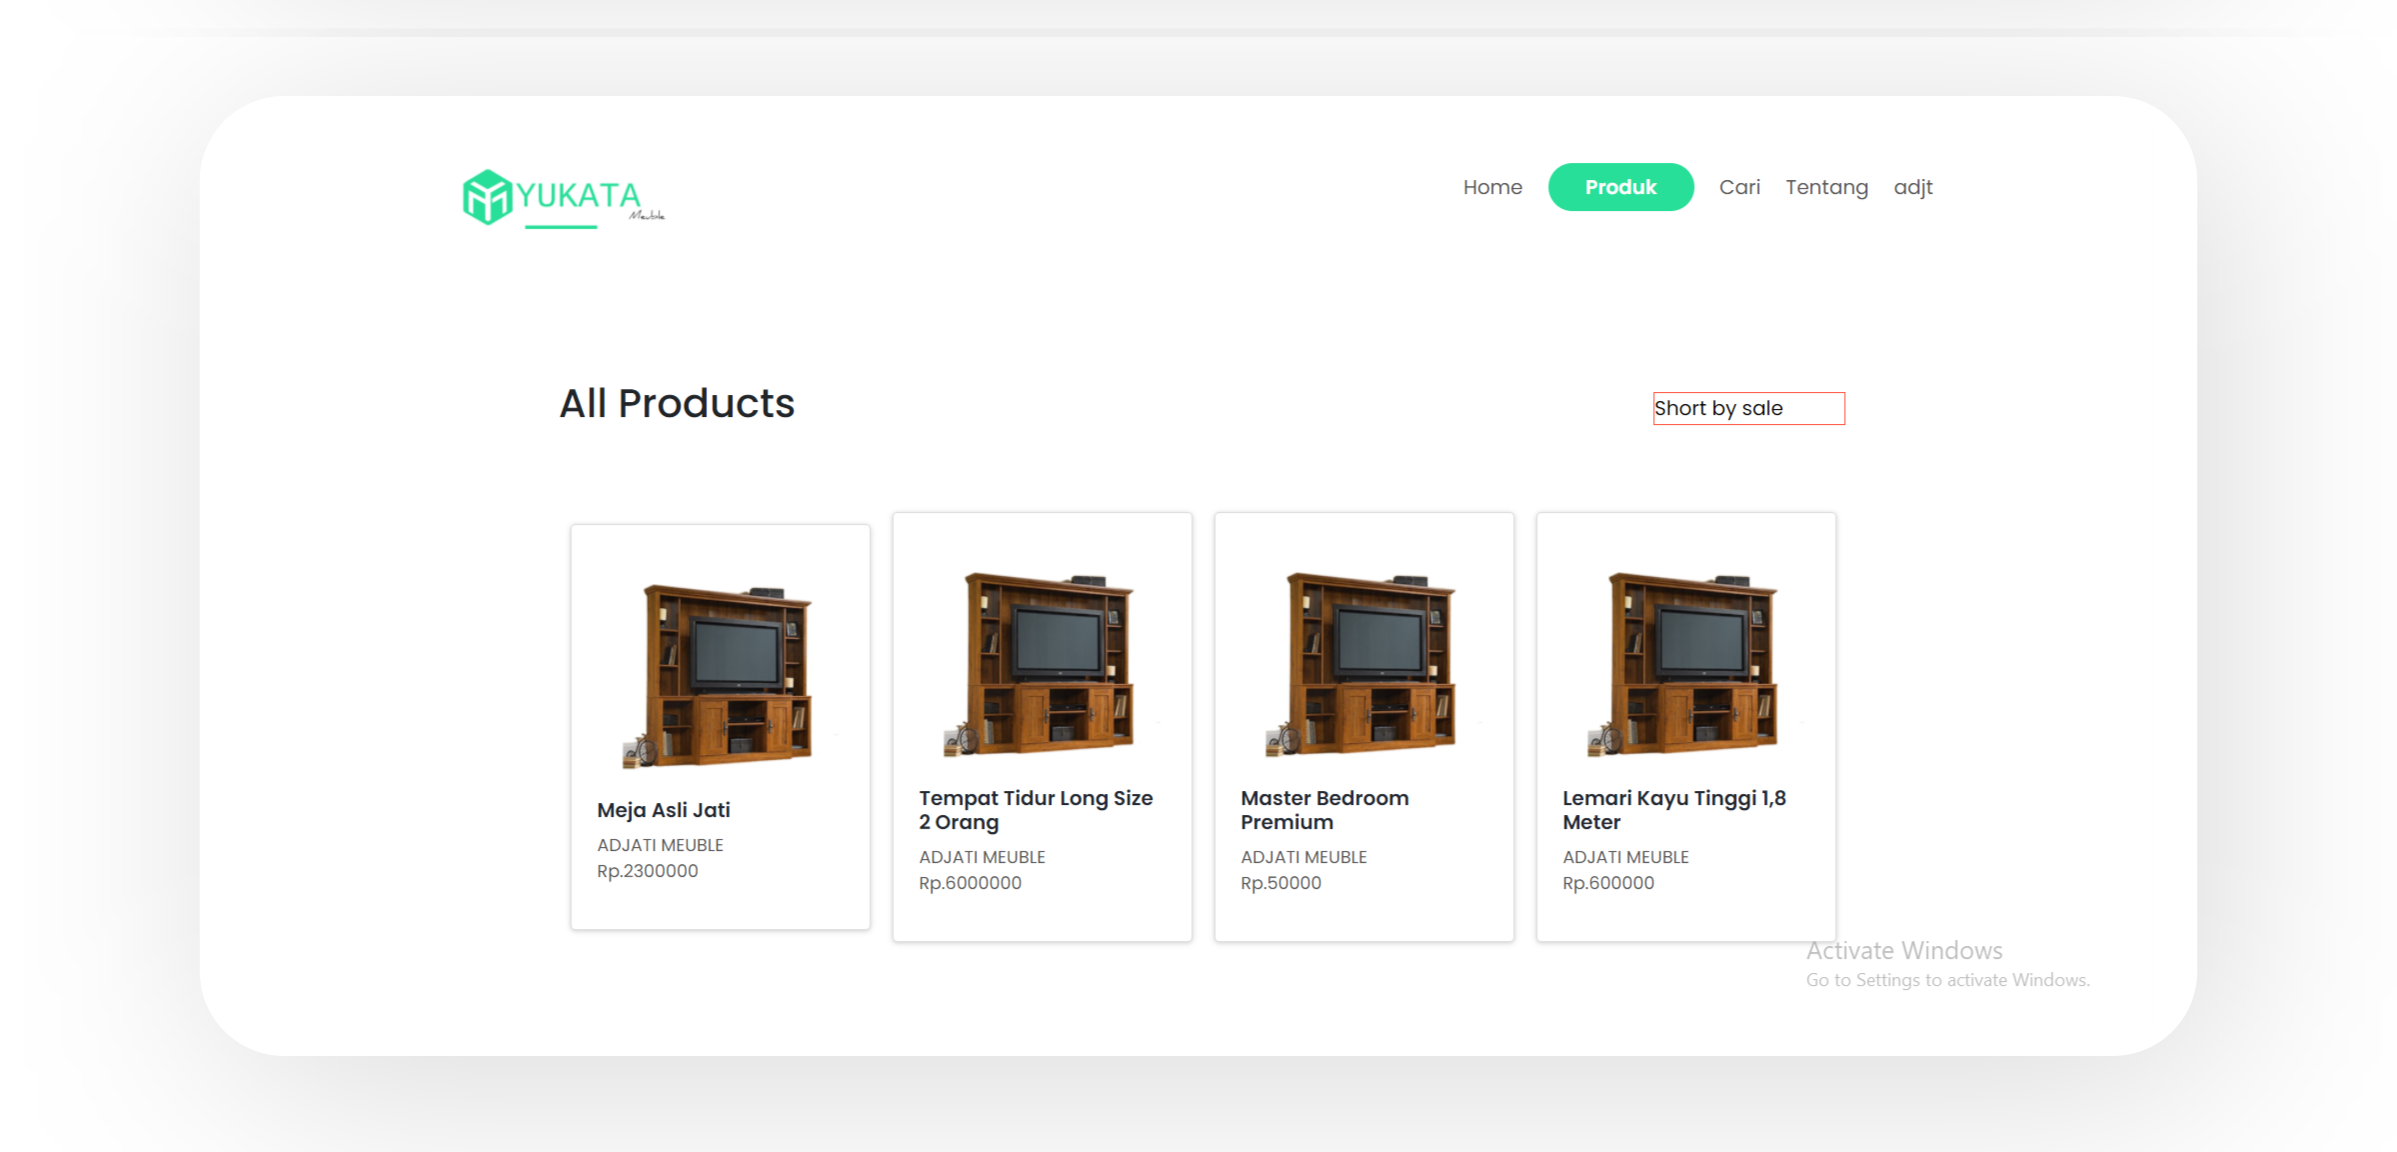 YUKATA
Meuble
Home
Produk
Cari
Tentang
adjt
All Products
Short by sale
Meja Asli Jati
ADJATI MEUBLE
Rp.2300000
Tempat Tidur Long Size
2 Orang
ADJATI MEUBLE
Rp.6000000
Master Bedroom
Premium
ADJATI MEUBLE
Rp.50000
Lemari Kayu Tinggi 1,8
Meter
ADJATI MEUBLE
Rp.600000
Activate Windows
Go to Settings to activate Windows.